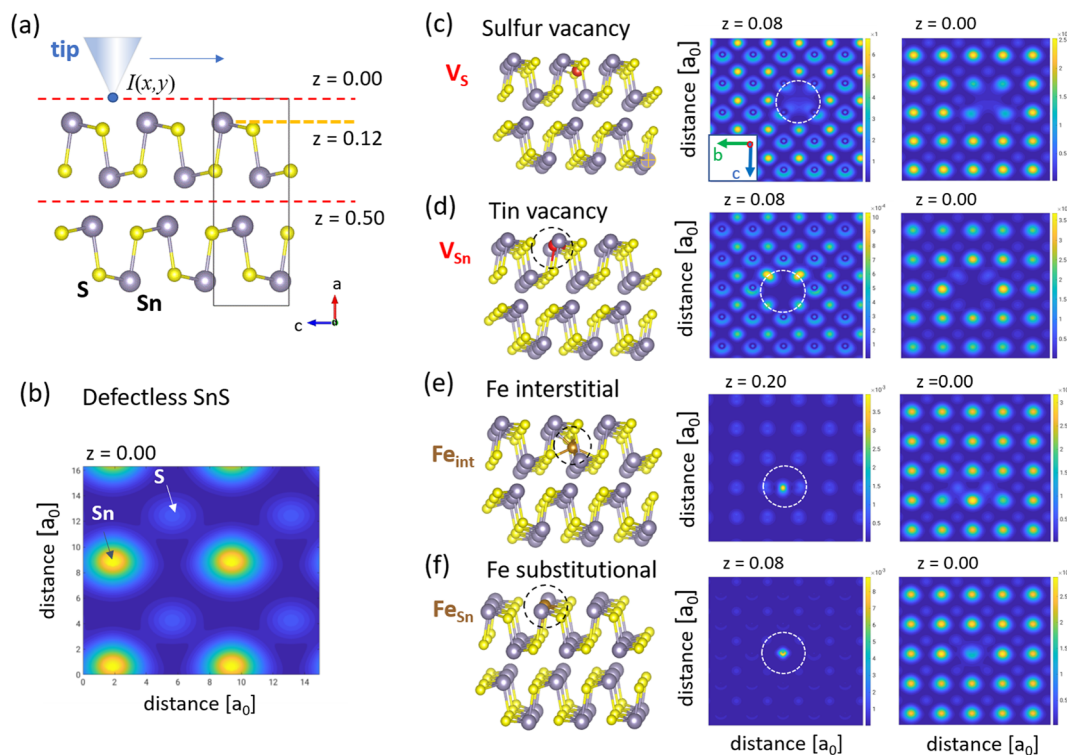 (a)
tip
I(x,y)
z = 0.00
z = 0.12
z = 0.50
S
Sn
a
c
(b) Defectless SnS
z = 0.00
S
Sn
distance [a0]
16
14
12
10
8
6
4
2
0
0 2 4 6 8 10 12 14
distance [a0]
(c) Sulfur vacancy
VS
z = 0.08
z = 0.00
distance [a0]
b
c
(d) Tin vacancy
VSn
z = 0.08
z = 0.00
distance [a0]
(e) Fe interstitial
Feint
z = 0.20
z =0.00
distance [a0]
(f) Fe substitutional
FeSn
z = 0.08
z = 0.00
distance [a0]
distance [a0]